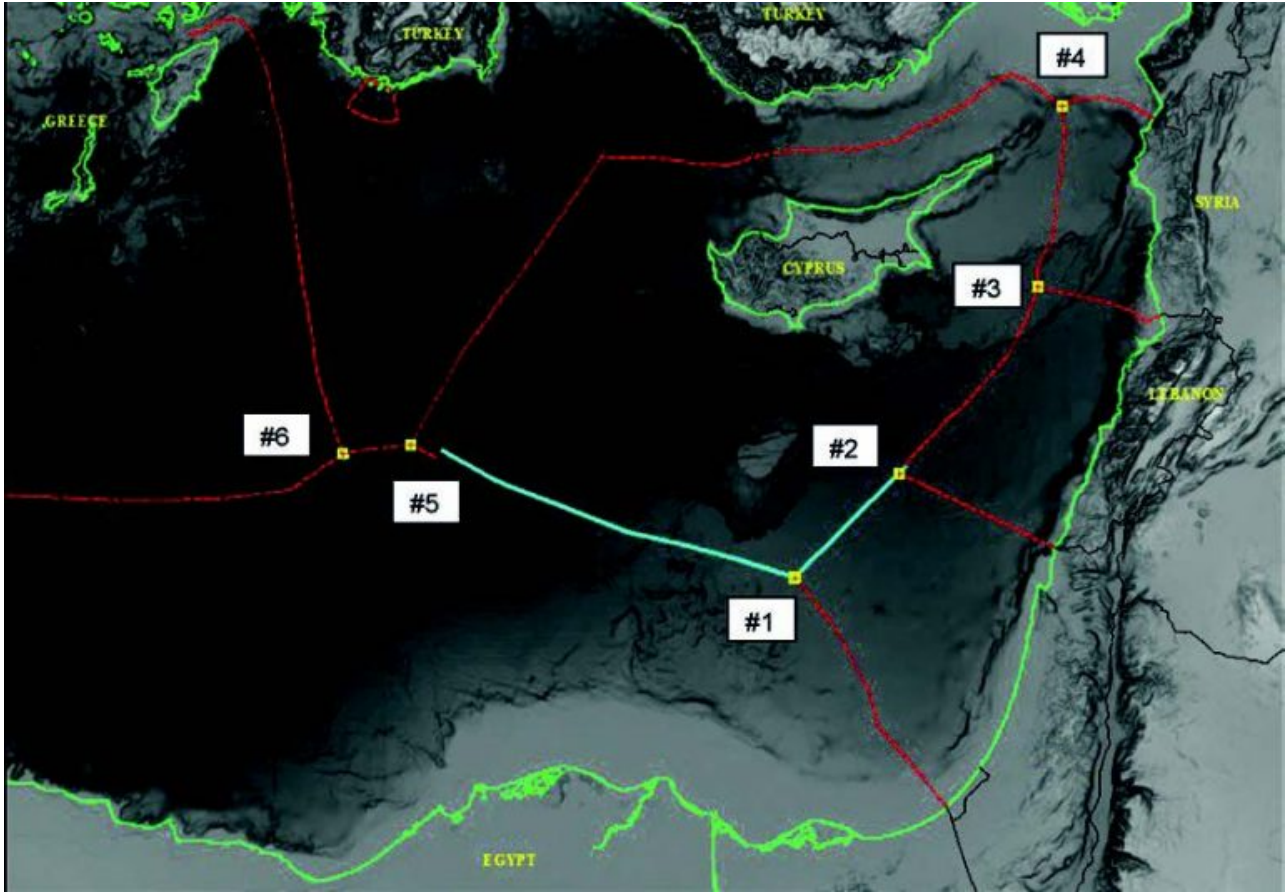 TURKEY
TURKEY
#4
GREECE
SYRIA
CYPRUS
#3
LEBANON
#6
#2
#5
#1
EGYPT